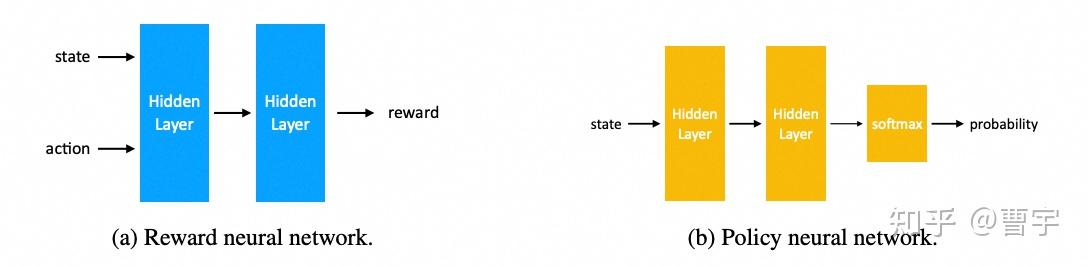 state
action
Hidden
Layer
Hidden
Layer
reward
(a) Reward neural network.
state
Hidden
Layer
Hidden
Layer
softmax
probability
(b) Policy neural network.
知乎 @曹宇